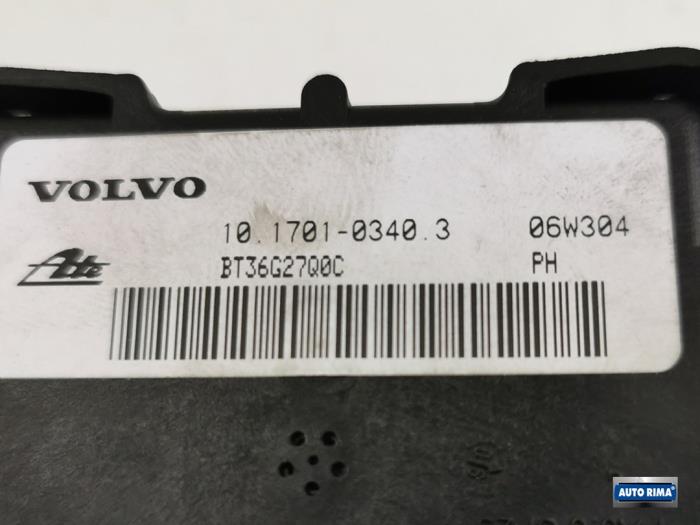 VOLVO
10.1701-0340.3 06W304
Ate
BT36G27Q0C PH
AUTO RIMA